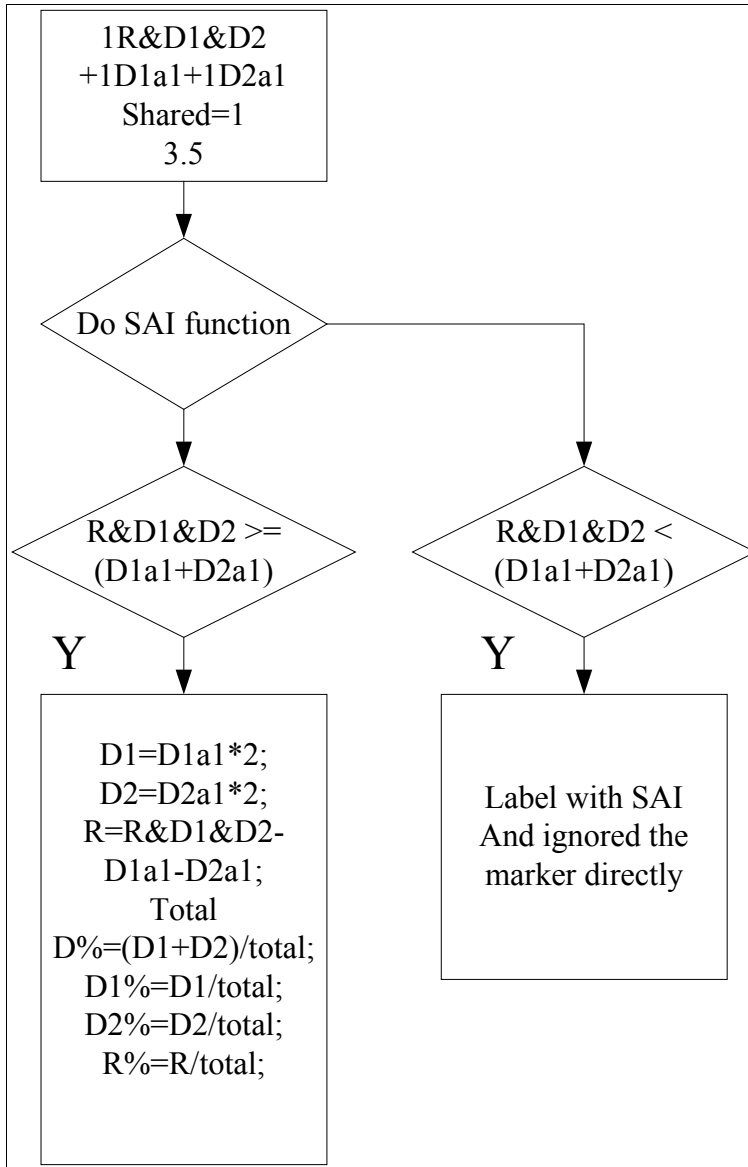 1R&D1&D2
+1D1a1+1D2a1
Shared=1
3.5
Do SAI function
R&D1&D2 >=
(D1a1+D2a1)
R&D1&D2 <
(D1a1+D2a1)
Y
Y
D1=D1a1*2;
D2=D2a1*2;
R=R&D1&D2-
D1a1-D2a1;
Total
D%=(D1+D2)/total;
D1%=D1/total;
D2%=D2/total;
R%=R/total;
Label with SAI
And ignored the
marker directly